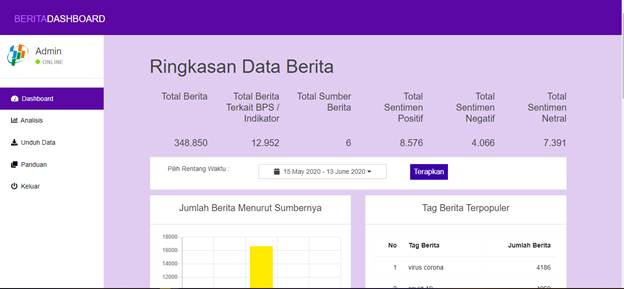 BERITADASHBOARD
Admin
ONLINE
Dashboard
Analisis
Unduh Data
Panduan
Keluar
Ringkasan Data Berita
Total Berita
348.850
Total Berita
Terkait BPS /
Indikator
12.952
Total Sumber
Berita
6
Total
Sentimen
Positif
8.576
Total
Sentimen
Negatif
4.066
Total
Sentimen
Netral
7.391
Pilih Rentang Waktu :
15 May 2020 - 13 June 2020
Terapkan
Jumlah Berita Menurut Sumbernya
18000
16000
14000
12000
Tag Berita Terpopuler
No Tag Berita Jumlah Berita
1 virus corona 4186